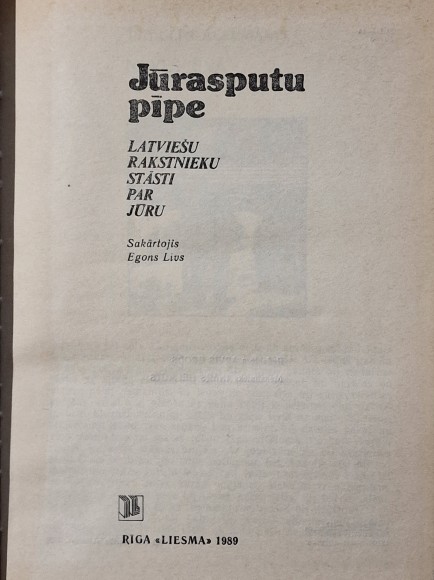 Jūrasputu
pīpe
LATVIEŠU
RAKSTNIEKU
STĀSTI
PAR
JŪRU
Sakārtojis
Egons Līvs
RĪGA «LIESMA» 1989